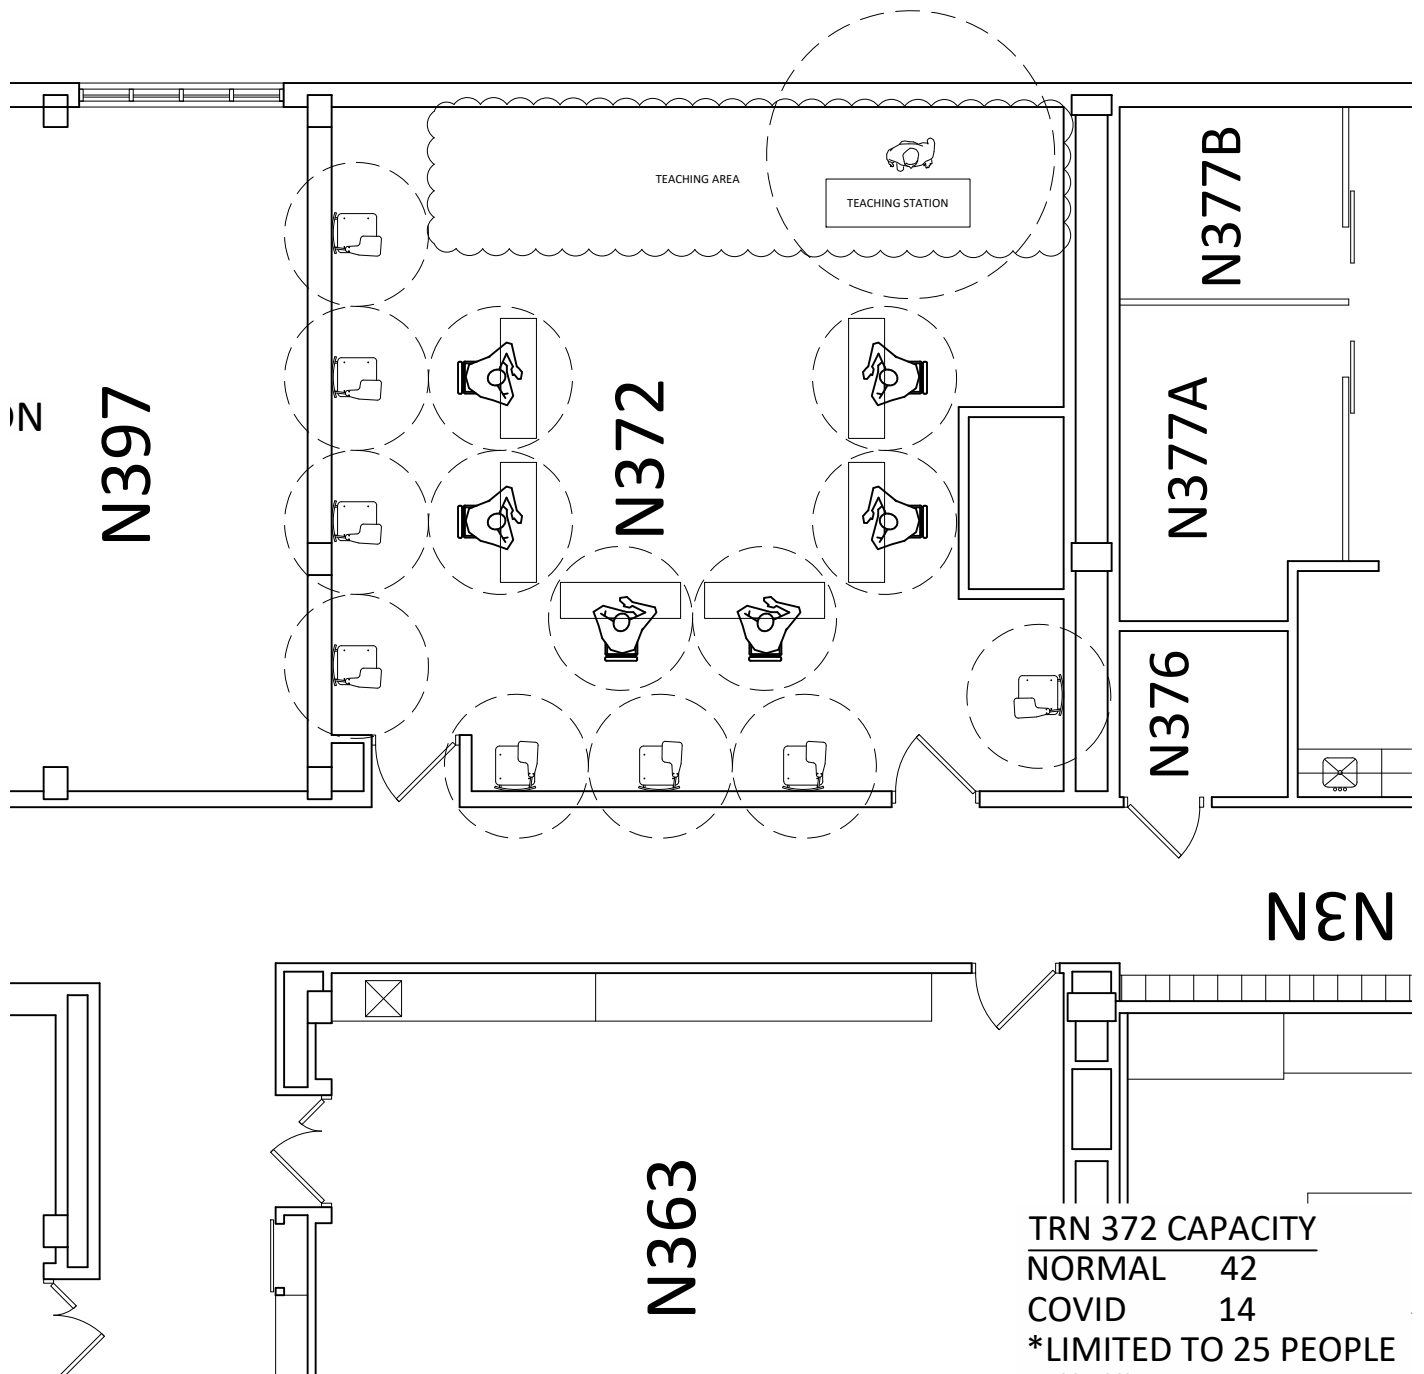 TEACHING AREA
TEACHING STATION
N377B
N397
N372
N377A
N376
N3N
N363
TRN 372 CAPACITY
NORMAL 42
COVID 14
*LIMITED TO 25 PEOPLE